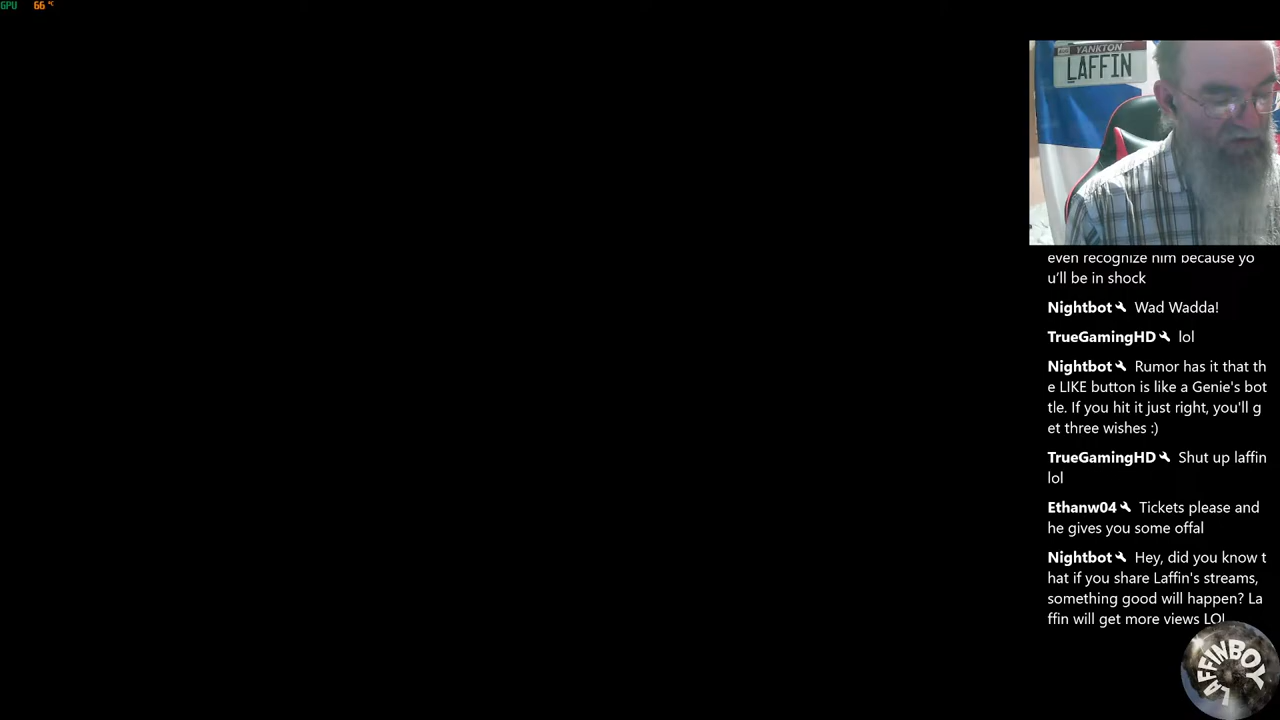 GPU 66 °C
YANKTON
LAFFIN
even recognize him because yo
u'll be in shock
Nightbot Wad Wadda!
TrueGamingHD lol
Nightbot Rumor has it that th
e LIKE button is like a Genie's bot
tle. If you hit it just right, you'll g
et three wishes :)
TrueGamingHD Shut up laffin
lol
Ethanw04 Tickets please and
he gives you some offal
Nightbot Hey, did you know t
hat if you share Laffin's streams,
something good will happen? La
ffin will get more views LOL
LAFFINBOY